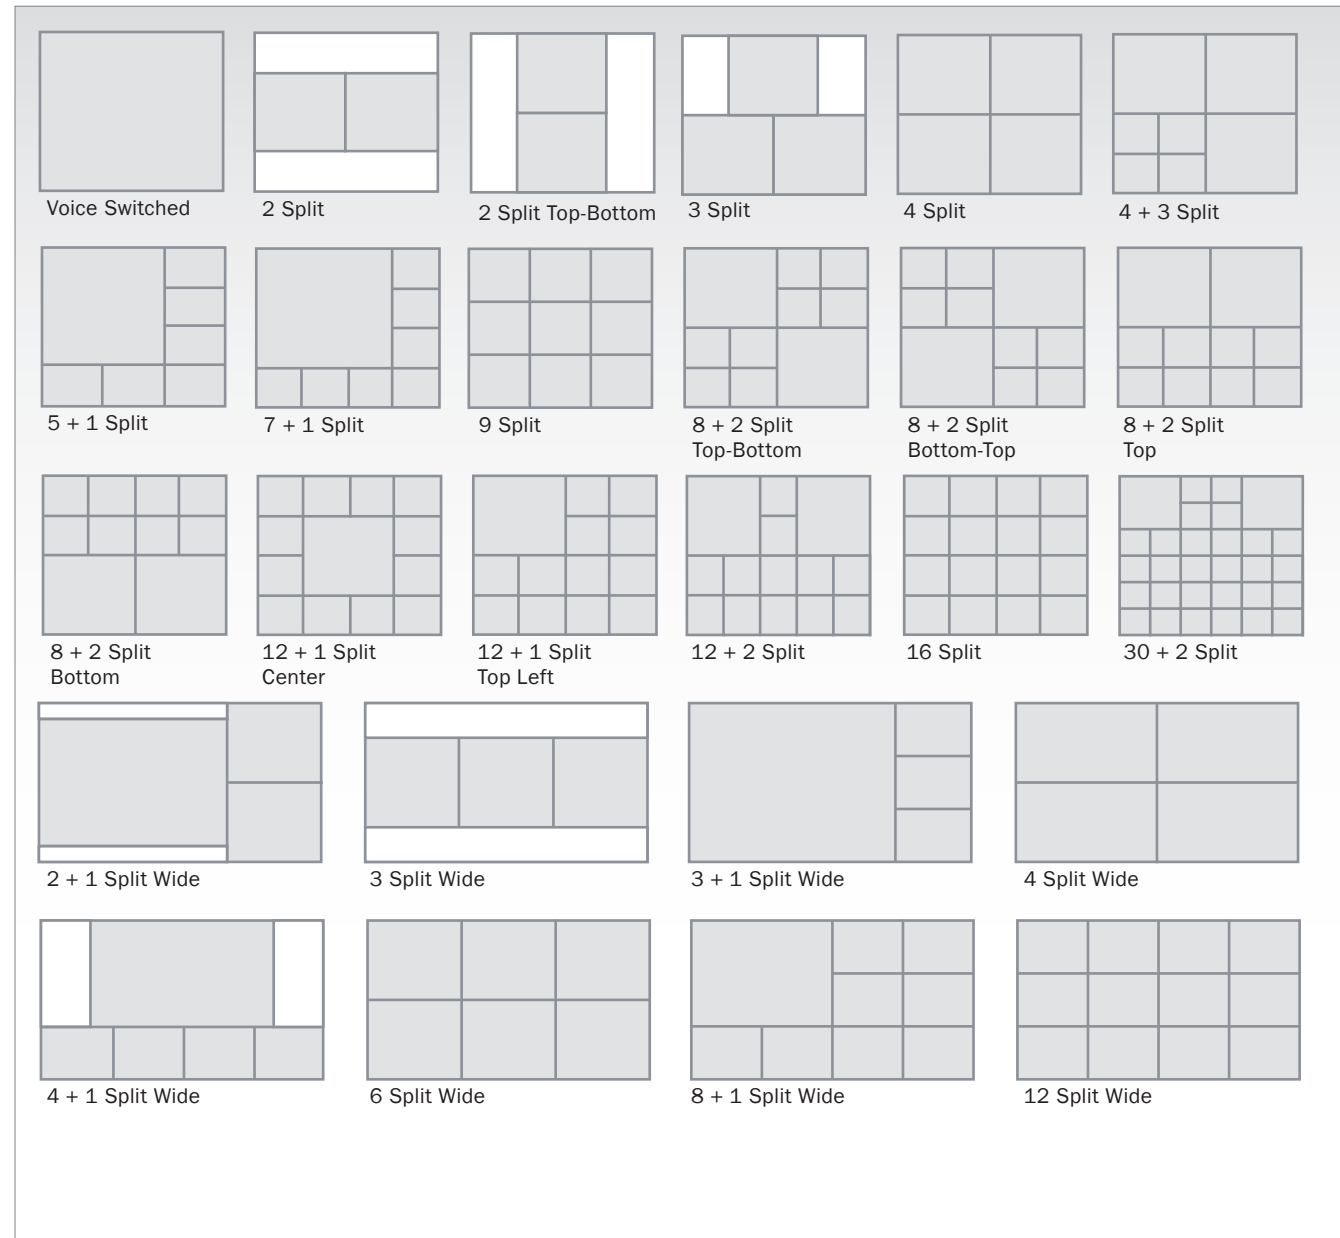 Voice Switched
2 Split
2 Split Top-Bottom
3 Split
4 Split
4 + 3 Split
5 + 1 Split
7 + 1 Split
9 Split
8 + 2 Split
Top-Bottom
8 + 2 Split
Bottom-Top
8 + 2 Split
Top
8 + 2 Split
Bottom
12 + 1 Split
Center
12 + 1 Split
Top Left
12 + 2 Split
16 Split
30 + 2 Split
2 + 1 Split Wide
3 Split Wide
3 + 1 Split Wide
4 Split Wide
4 + 1 Split Wide
6 Split Wide
8 + 1 Split Wide
12 Split Wide